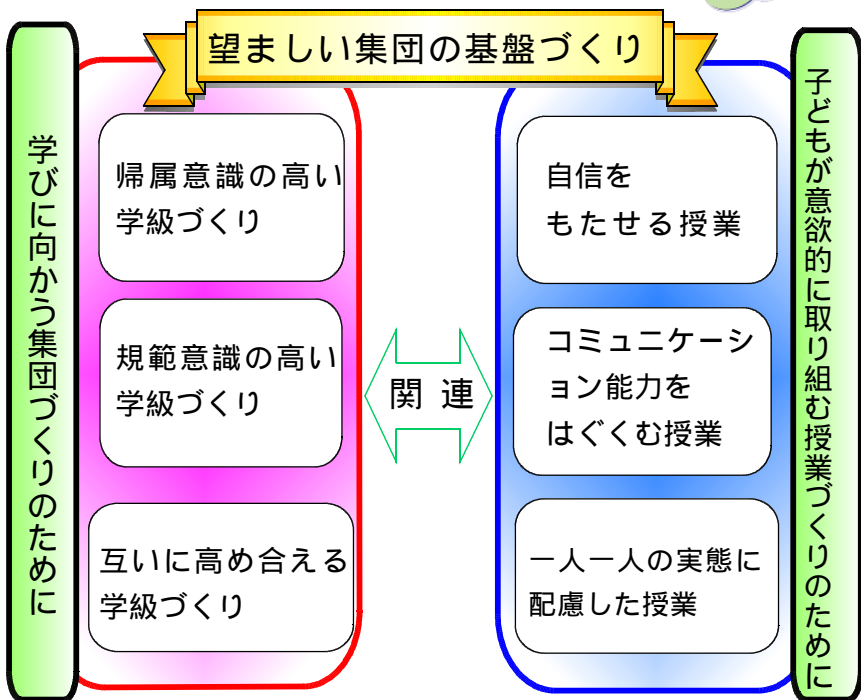 望ましい集団の基盤づくり
学びに向かう集団づくりのために
帰属意識の高い
学級づくり
規範意識の高い
学級づくり
互いに高め合える
学級づくり
関連
自信を
もたせる授業
コミュニケーシ
ョン能力を
はぐくむ授業
一人一人の実態に
配慮した授業
子どもが意欲的に取り組む授業づくりのために